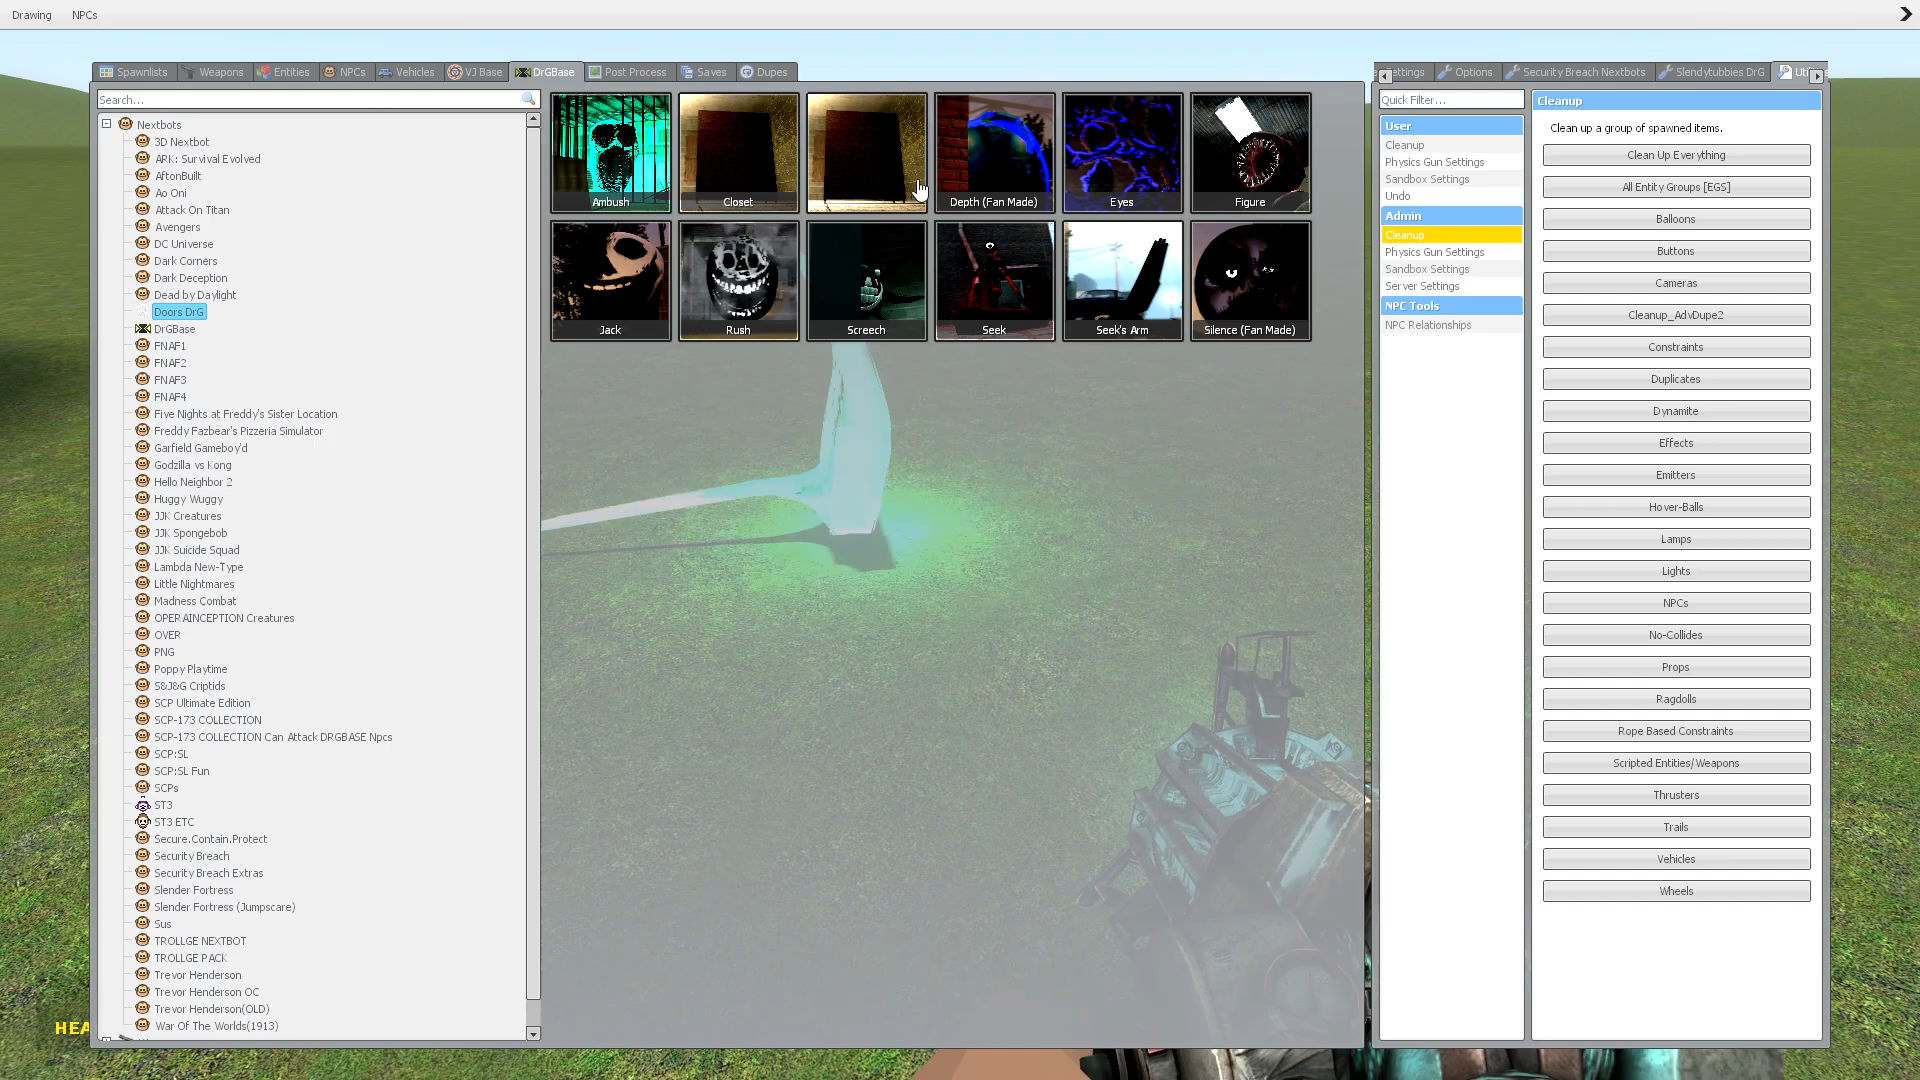 Drawing NPCs
Spawnlists Weapons Entities NPCs Vehicles VJ Base DrGBase Post Process Saves Dupes
Search...
Nextbots
3D Nextbot
ARK: Survival Evolved
AftonBuilt
Ao Oni
Attack On Titan
Avengers
DC Universe
Dark Corners
Dark Deception
Dead by Daylight
Doors DrG
DrGBase
FNAF1
FNAF2
FNAF3
FNAF4
Five Nights at Freddy's Sister Location
Freddy Fazbear's Pizzeria Simulator
Garfield Gameboy'd
Godzilla vs Kong
Hello Neighbor 2
Huggy Wuggy
JJK Creatures
JJK Spongebob
JJK Suicide Squad
Lambda New-Type
Little Nightmares
Madness Combat
OPERAINCEPTION Creatures
OVER
PNG
Poppy Playtime
S&J&G Criptids
SCP Ultimate Edition
SCP-173 COLLECTION
SCP-173 COLLECTION Can Attack DRGBASE Npcs
SCP:SL
SCP:SL Fun
SCPs
ST3
ST3 ETC
Secure.Contain.Protect
Security Breach
Security Breach Extras
Slender Fortress
Slender Fortress (Jumpscare)
Sus
TROLLGE NEXTBOT
TROLLGE PACK
Trevor Henderson
Trevor Henderson OC
Trevor Henderson(OLD)
War Of The Worlds(1913)
HEA
Ambush Closet Depth (Fan Made) Eyes Figure
Jack Rush Screech Seek Seek's Arm Silence (Fan Made)
ettings Options Security Breach Nextbots Slendytubbies DrG Utili
Quick Filter...
User
Cleanup
Physics Gun Settings
Sandbox Settings
Undo
Admin
Cleanup
Physics Gun Settings
Sandbox Settings
Server Settings
NPC Tools
NPC Relationships
Cleanup
Clean up a group of spawned items.
Clean Up Everything
All Entity Groups [EGS]
Balloons
Buttons
Cameras
Cleanup_AdvDupe2
Constraints
Duplicates
Dynamite
Effects
Emitters
Hover-Balls
Lamps
Lights
NPCs
No-Collides
Props
Ragdolls
Rope Based Constraints
Scripted Entities/Weapons
Thrusters
Trails
Vehicles
Wheels